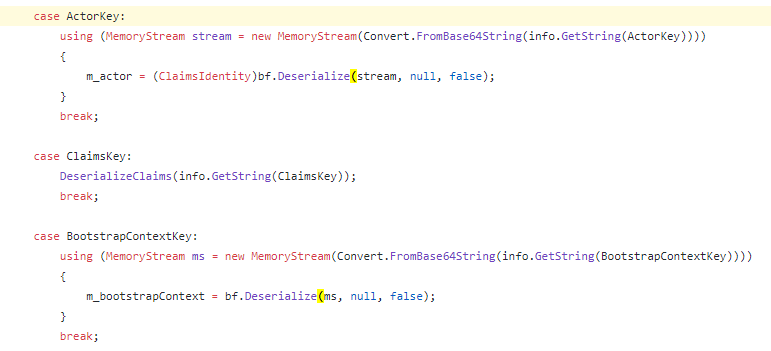 case ActorKey:
using (MemoryStream stream = new MemoryStream(Convert.FromBase64String(info.GetString(ActorKey))))
{
m_actor = (ClaimsIdentity)bf.Deserialize(stream, null, false);
}
break;
case ClaimsKey:
DeserializeClaims(info.GetString(ClaimsKey));
break;
case BootstrapContextKey:
using (MemoryStream ms = new MemoryStream(Convert.FromBase64String(info.GetString(BootstrapContextKey))))
{
m_bootstrapContext = bf.Deserialize(ms, null, false);
}
break;